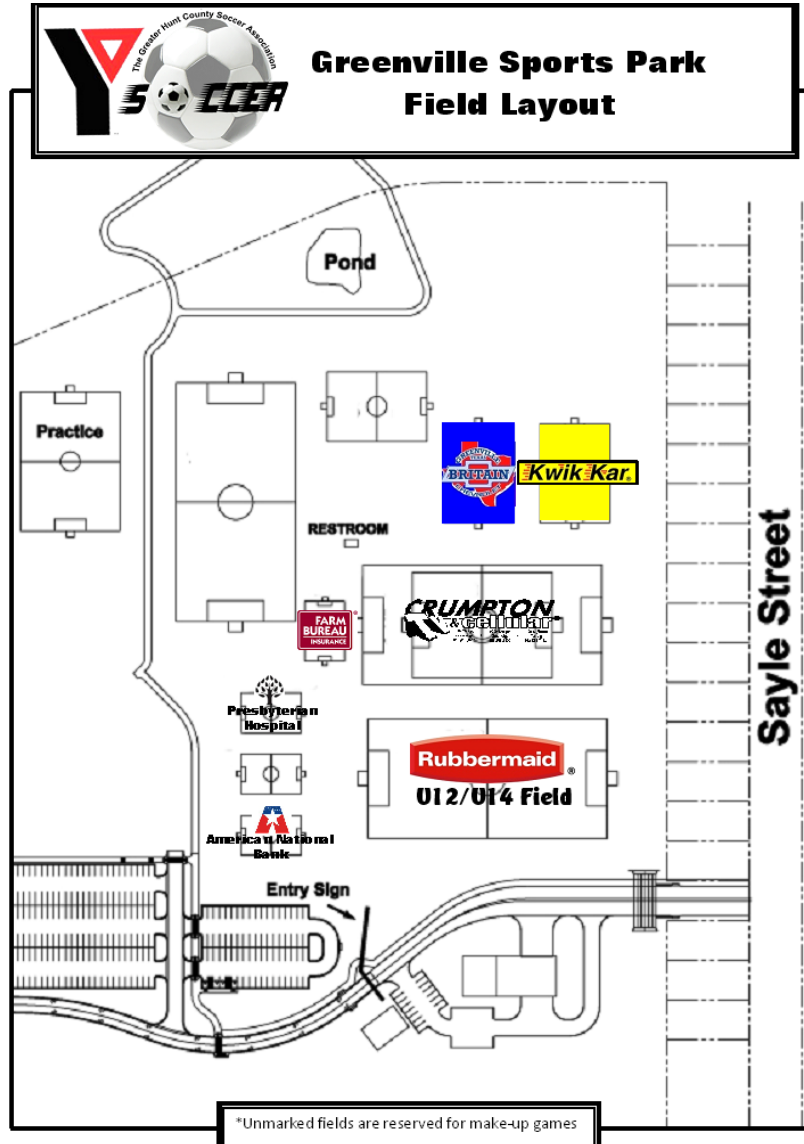 The Greater Hunt County Soccer Association
Y
SOCCER
Greenville Sports Park
Field Layout
Pond
Practice
GREENVILLE
BRITAIN
Kwik Kar®
RESTROOM
FARM
BUREAU
INSURANCE
®
CRUMPTON
&cellular
Presbyterian
Hospital
Rubbermaid®
U12/U14 Field
American National
Bank
Entry Sign
Sayle Street
*Unmarked fields are reserved for make-up games